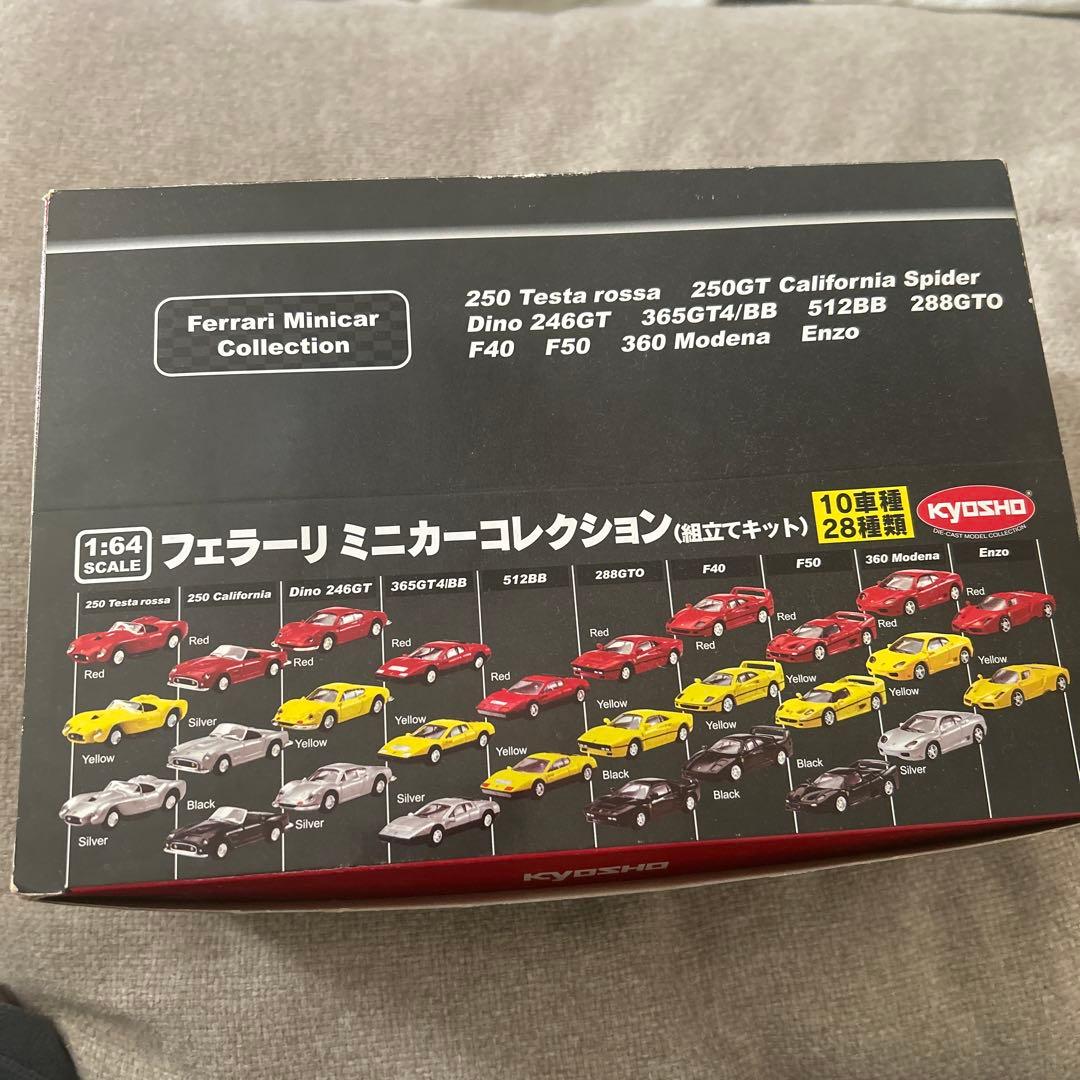 Ferrari Minicar
Collection
250 Testa rossa 250GT California Spider
Dino 246GT 365GT4/BB 512BB 288GTO
F40 F50 360 Modena Enzo
1:64
SCALE
フェラーリ ミニカーコレクション(組立てキット)
10車種
28種類
KYOSHO
DIE-CAST MODEL COLLECTION
250 Testa rossa 250 California Dino 246GT 365GT4/BB 512BB 288GTO F40 F50 360 Modena Enzo
Red Red Red Red Red Red Red Red Red Red
Yellow Silver Yellow Yellow Yellow Yellow Yellow Yellow Yellow Yellow
Silver Black Silver Silver Black Black Black Silver
KYOSHO